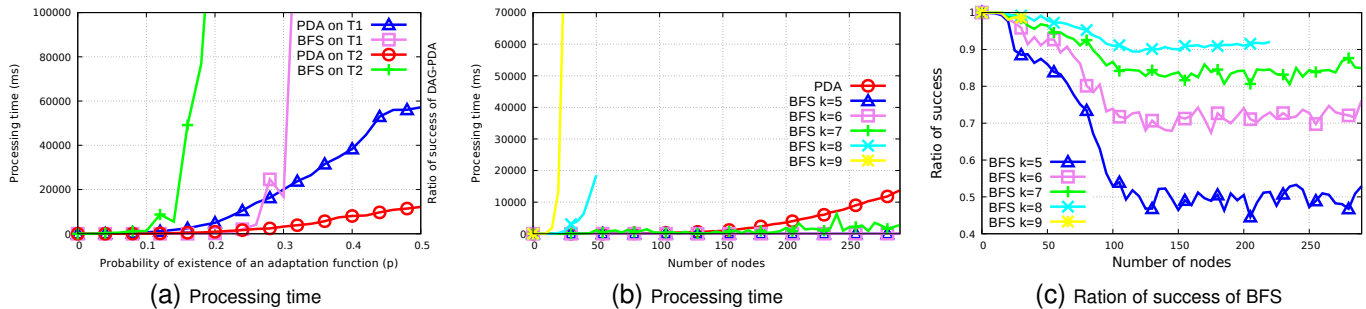 100000
80000
60000
40000
20000
0
0
0.1
0.2
0.3
0.4
0.5
Processing time (ms)
Probability of existence of an adaptation function (p)
Ratio of success of DAG-PDA
PDA on T1
BFS on T1
PDA on T2
BFS on T2
(a) Processing time
70000
60000
50000
40000
30000
20000
10000
0
0
50
100
150
200
250
Processing time (ms)
Number of nodes
PDA
BFS k=5
BFS k=6
BFS k=7
BFS k=8
BFS k=9
(b) Processing time
1
0.9
0.8
0.7
0.6
0.5
0.4
0
50
100
150
200
250
Ratio of success
Number of nodes
BFS k=5
BFS k=6
BFS k=7
BFS k=8
BFS k=9
(c) Ration of success of BFS